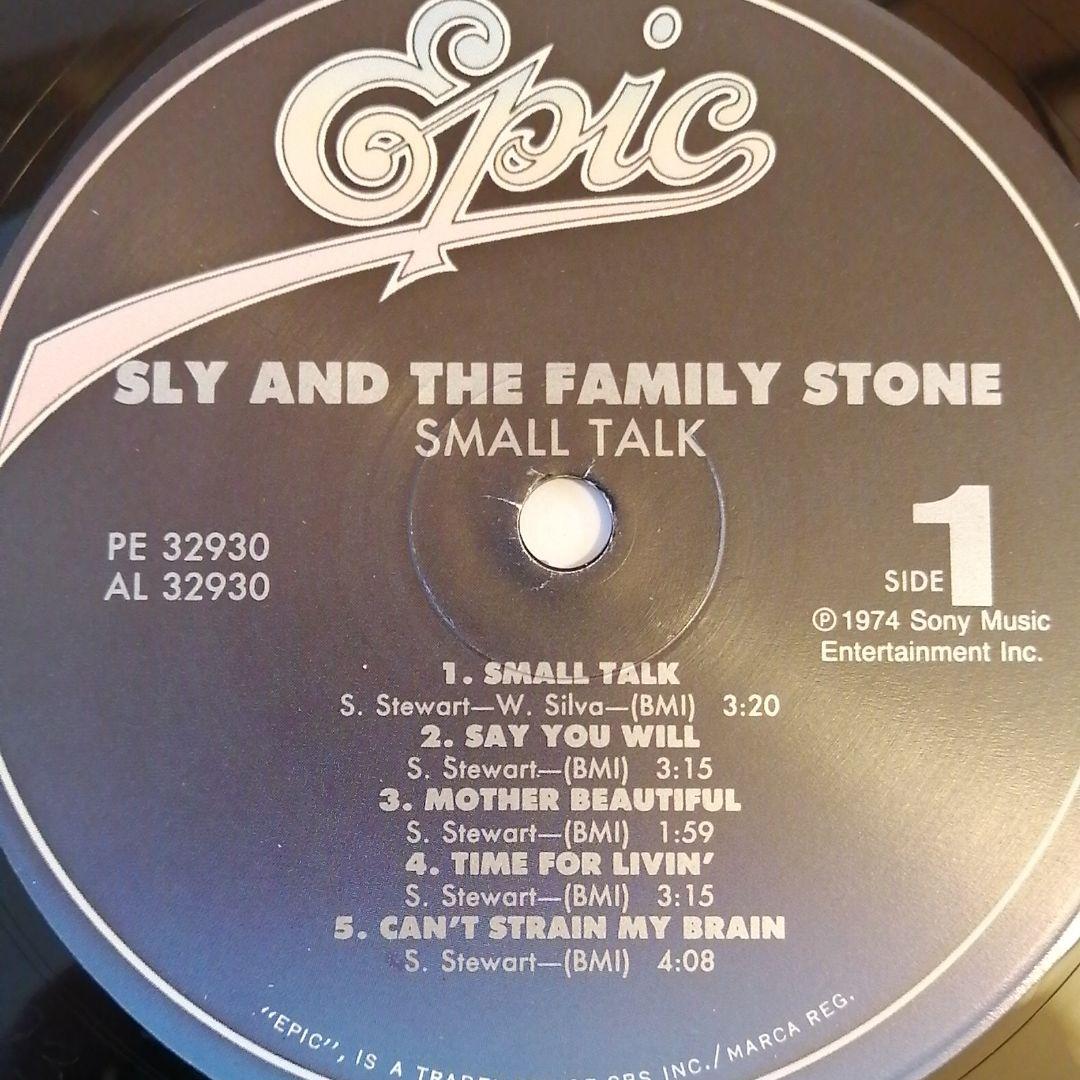 Epic
SLY AND THE FAMILY STONE
SMALL TALK
PE 32930
AL 32930
SIDE 1
℗ 1974 Sony Music
Entertainment Inc.
1. SMALL TALK
S. Stewart—W. Silva—(BMI) 3:20
2. SAY YOU WILL
S. Stewart—(BMI) 3:15
3. MOTHER BEAUTIFUL
S. Stewart—(BMI) 1:59
4. TIME FOR LIVIN'
S. Stewart—(BMI) 3:15
5. CAN'T STRAIN MY BRAIN
S. Stewart—(BMI) 4:08
"EPIC", IS A INC./MARCA REG.